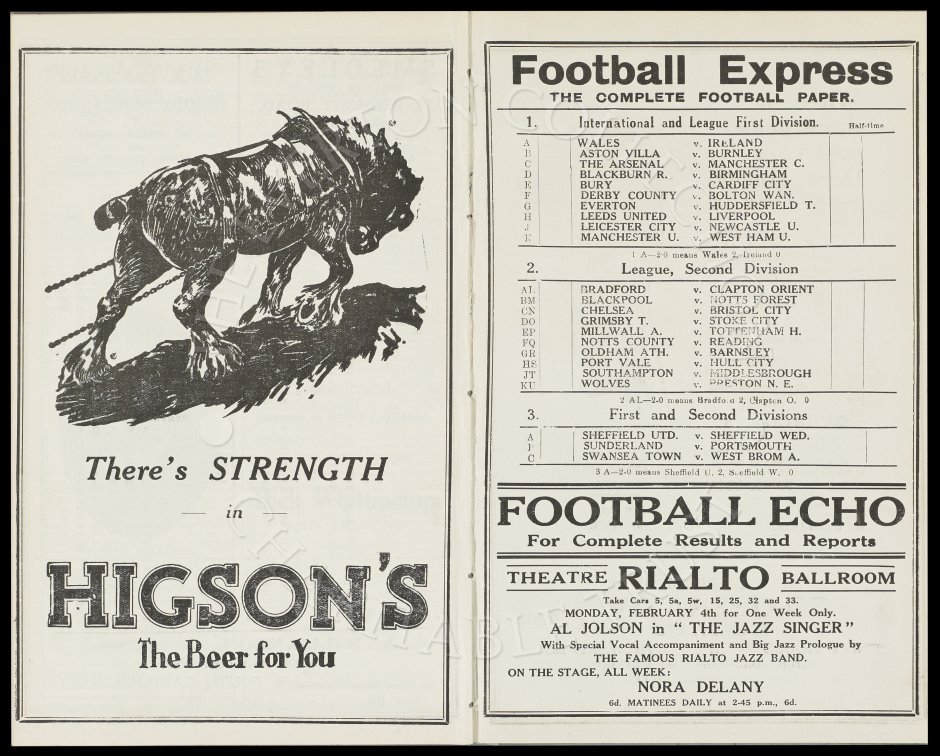 There's STRENGTH
in
HIGSON'S
The Beer for You
Football Express
THE COMPLETE FOOTBALL PAPER.
1. International and League First Division. Half-time
A WALES v. IRELAND
B ASTON VILLA v. BURNLEY
C THE ARSENAL v. MANCHESTER C.
D BLACKBURN R. v. BIRMINGHAM
E BURY v. CARDIFF CITY
F DERBY COUNTY v. BOLTON WAN.
G EVERTON v. HUDDERSFIELD T.
H LEEDS UNITED v. LIVERPOOL
J LEICESTER CITY v. NEWCASTLE U.
K MANCHESTER U. v. WEST HAM U.
1 A—2-0 means Wales 2, Ireland 0
2. League, Second Division
AL BRADFORD v. CLAPTON ORIENT
BM BLACKPOOL v. NOTTS FOREST
CN CHELSEA v. BRISTOL CITY
DO GRIMSBY T. v. STOKE CITY
EP MILLWALL A. v. TOTTENHAM H.
FQ NOTTS COUNTY v. READING
GR OLDHAM ATH. v. BARNSLEY
HS PORT VALE v. HULL CITY
JT SOUTHAMPTON v. MIDDLESBROUGH
KU WOLVES v. PRESTON N. E.
2 AL—2-0 means Bradford 2, Clapton O. 0
3. First and Second Divisions
A SHEFFIELD UTD. v. SHEFFIELD WED.
SUNDERLAND v. PORTSMOUTH
C SWANSEA TOWN v. WEST BROM A.
3 A—2-0 means Sheffield U. 2, Sheffield W. 0
FOOTBALL ECHO
For Complete Results and Reports
THEATRE RIALTO BALLROOM
Take Cars 5, 5a, 5w, 15, 25, 32 and 33.
MONDAY, FEBRUARY 4th for One Week Only.
AL JOLSON in "THE JAZZ SINGER"
With Special Vocal Accompaniment and Big Jazz Prologue by
THE FAMOUS RIALTO JAZZ BAND.
ON THE STAGE, ALL WEEK:
NORA DELANY
6d. MATINEES DAILY at 2-45 p.m., 6d.